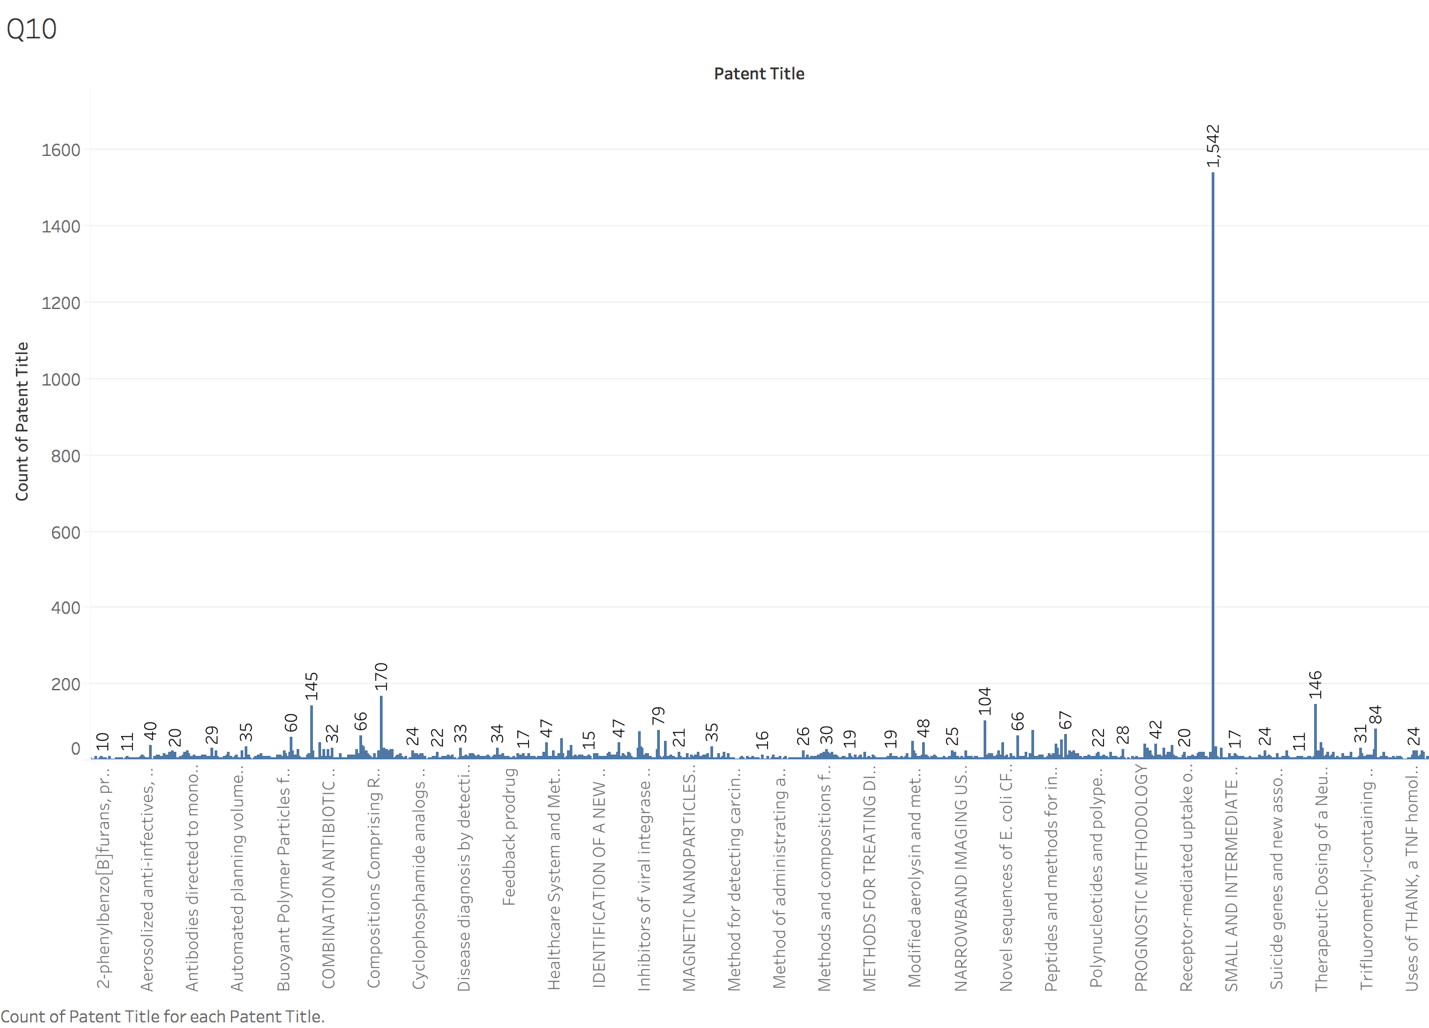 Q10
Patent Title
1600
1400
1200
1000
800
600
400
200
0
Count of Patent Title
10
11
40
20
29
35
60
145
32
66
170
24
22
33
34
17
47
15
47
79
21
35
16
26
30
19
19
48
25
104
66
67
22
28
42
20
1,542
17
24
11
146
31
84
24
2-phenylbenzo[B]furans, pr..
Aerosolized anti-infectives, ..
Antibodies directed to mono..
Automated planning volume..
Buoyant Polymer Particles f..
COMBINATION ANTIBIOTIC ..
Compositions Comprising R..
Cyclophosphamide analogs ..
Disease diagnosis by detecti..
Feedback prodrug
Healthcare System and Met..
IDENTIFICATION OF A NEW ..
Inhibitors of viral integrase ..
MAGNETIC NANOPARTICLES..
Method for detecting carcin..
Method of administrating a..
Methods and compositions f..
METHODS FOR TREATING DI..
Modified aerolysin and met..
NARROWBAND IMAGING US..
Novel sequences of E. coli CF..
Peptides and methods for in..
Polynucleotides and polype..
PROGNOSTIC METHODOLOGY
Receptor-mediated uptake o..
SMALL AND INTERMEDIATE ..
Suicide genes and new asso..
Therapeutic Dosing of a Neu..
Trifluoromethyl-containing ..
Uses of THANK, a TNF homol..
Count of Patent Title for each Patent Title.